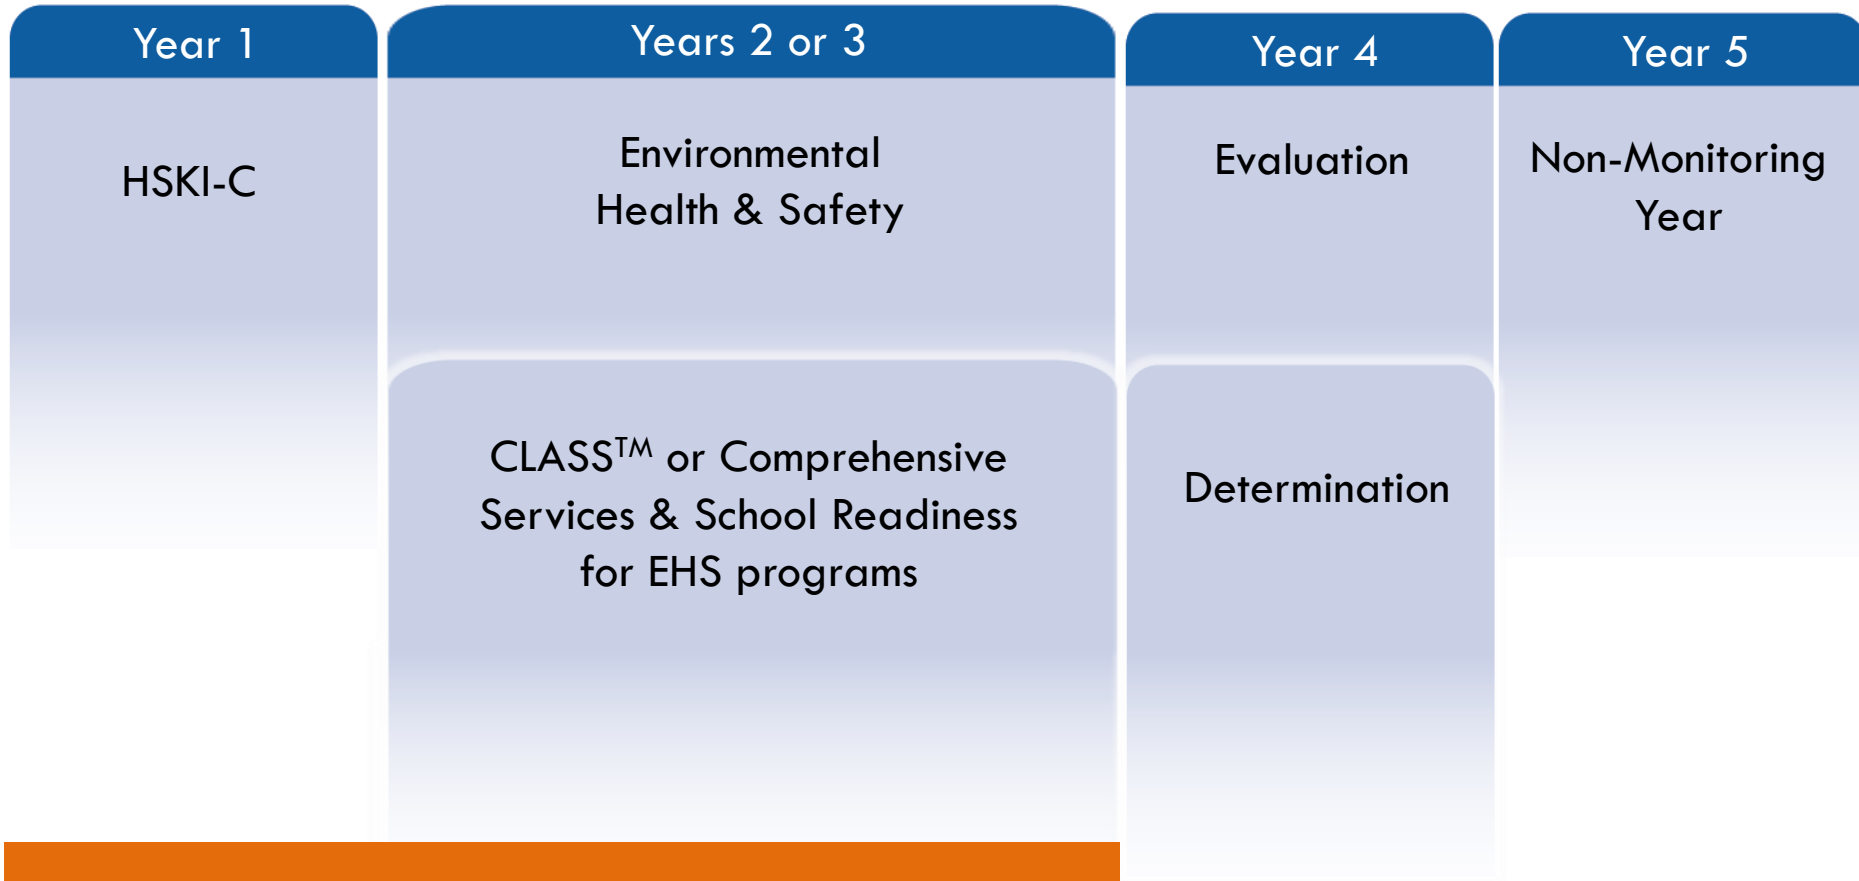 Year 1
HSKI-C
Years 2 or 3
Environmental
Health & Safety
CLASS™ or Comprehensive
Services & School Readiness
for EHS programs
Year 4
Evaluation
Determination
Year 5
Non-Monitoring
Year